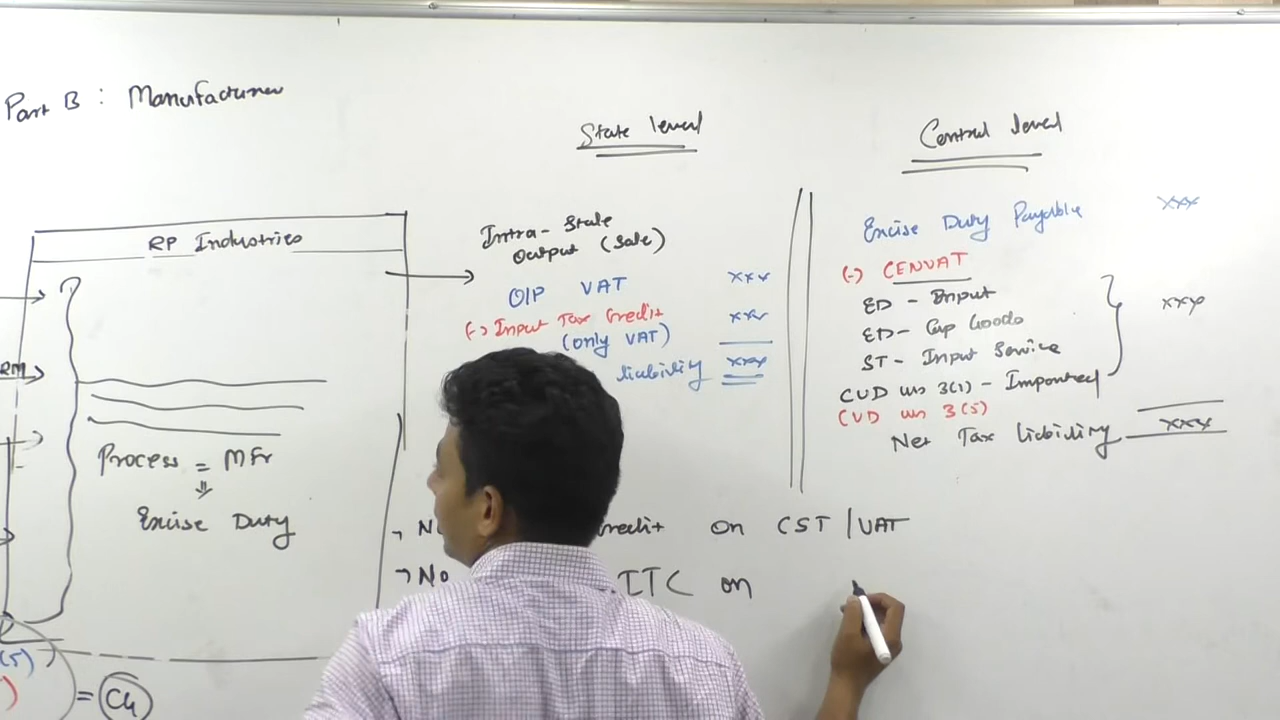 Part B : Manufacturer
State level
Central level
RP Industries
RM
Process = MFr
Excise Duty
Intra-State
Output (Sale)
O/P VAT xxx
(-) Input Tax Credit xxx
(only VAT)
liability xxx
Excise Duty Payable xxx
(-) CENVAT
ED - Input
ED - Cap Goods xxx
ST - Input Service
CVD u/s 3(1) - Imported
CVD u/s 3(5)
Net Tax liability xxx
→ No credit on CST / VAT
→ No ITC on
(5)
)
= C4